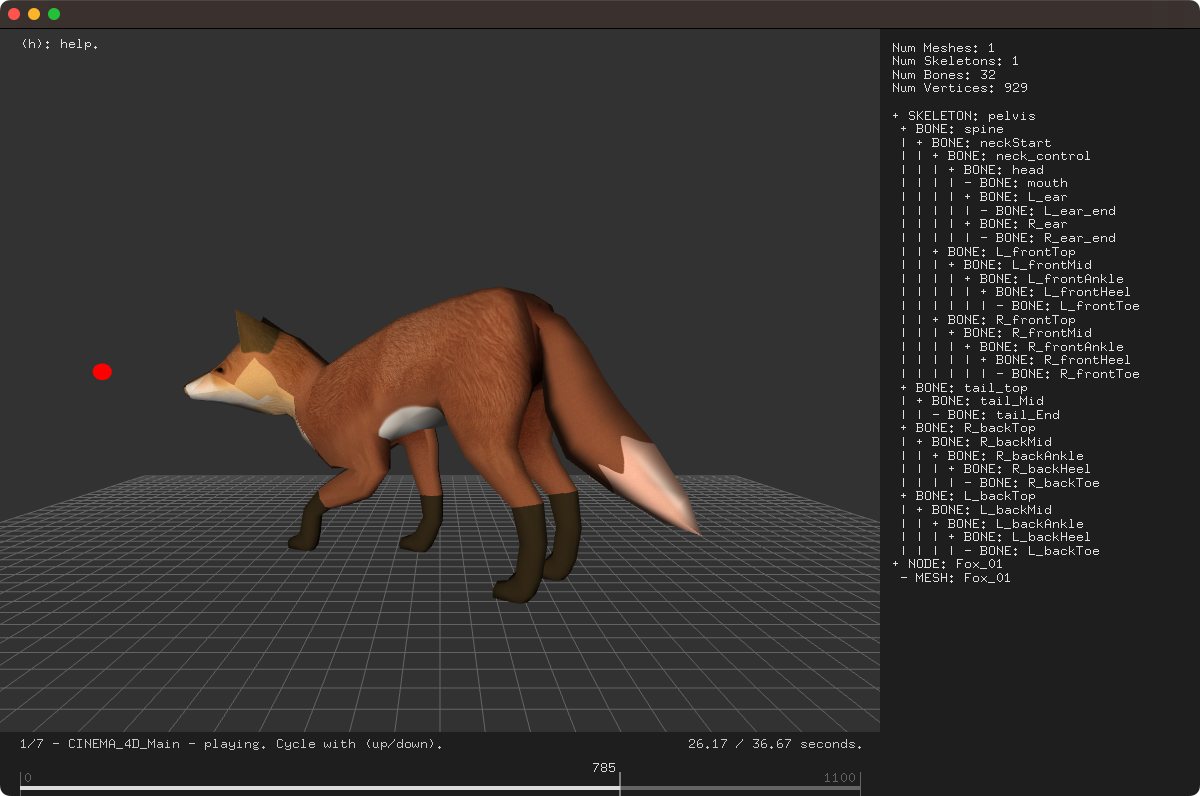 (h): help.
Num Meshes: 1
Num Skeletons: 1
Num Bones: 32
Num Vertices: 929
+ SKELETON: pelvis
+ BONE: spine
| + BONE: neckStart
| | + BONE: neck_control
| | | + BONE: head
| | | | - BONE: mouth
| | | | + BONE: L_ear
| | | | | - BONE: L_ear_end
| | | | + BONE: R_ear
| | | | | - BONE: R_ear_end
| | + BONE: L_frontTop
| | | + BONE: L_frontMid
| | | | + BONE: L_frontAnkle
| | | | | + BONE: L_frontHeel
| | | | | | - BONE: L_frontToe
| | + BONE: R_frontTop
| | | + BONE: R_frontMid
| | | | + BONE: R_frontAnkle
| | | | | + BONE: R_frontHeel
| | | | | | - BONE: R_frontToe
+ BONE: tail_top
| + BONE: tail_Mid
| | - BONE: tail_End
+ BONE: R_backTop
| + BONE: R_backMid
| | + BONE: R_backAnkle
| | | + BONE: R_backHeel
| | | | - BONE: R_backToe
+ BONE: L_backTop
| + BONE: L_backMid
| | + BONE: L_backAnkle
| | | + BONE: L_backHeel
| | | | - BONE: L_backToe
+ NODE: Fox_01
- MESH: Fox_01
1/7 - CINEMA_4D_Main - playing. Cycle with (up/down).
26.17 / 36.67 seconds.
785
0
1100